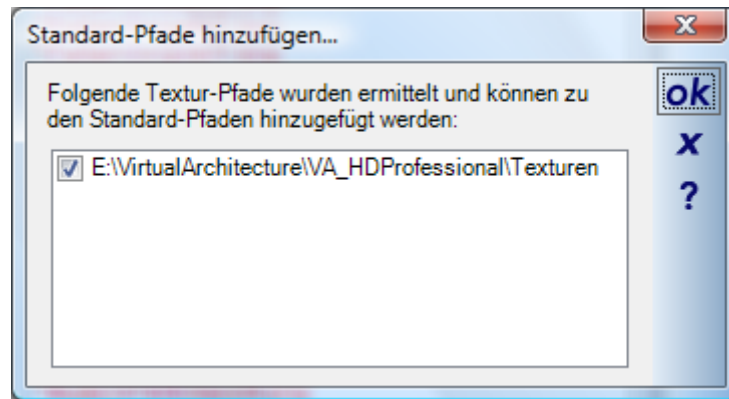 Standard-Pfade hinzufügen...
x
Folgende Textur-Pfade wurden ermittelt und können zu
den Standard-Pfaden hinzugefügt werden:
E:\VirtualArchitecture\VA_HDProfessional\Texturen
ok
x
?